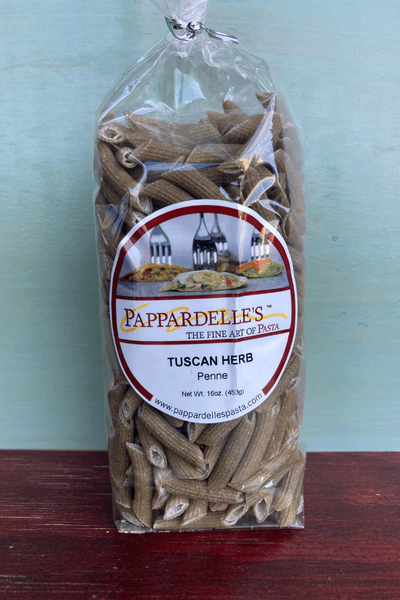 PAPPARDELLE'S™
THE FINE ART OF PASTA
TUSCAN HERB
Penne
Net Wt. 16oz. (453g)
www.pappardellespasta.com